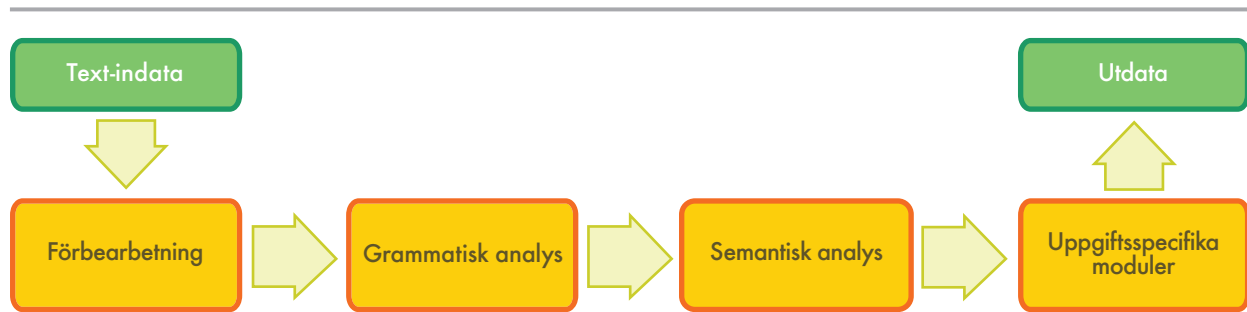 Text-indata
Utdata
Förbearbetning
Grammatisk analys
Semantisk analys
Uppgiftsspecifika
moduler